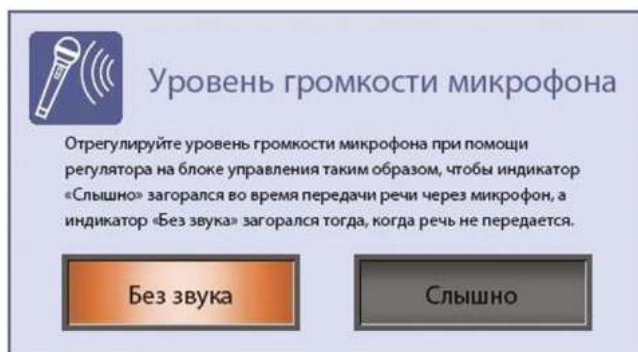 Уровень громкости микрофона
Отрегулируйте уровень громкости микрофона при помощи
регулятора на блоке управления таким образом, чтобы индикатор
«Слышно» загорался во время передачи речи через микрофон, а
индикатор «Без звука» загорался тогда, когда речь не передается.
Без звука
Слышно